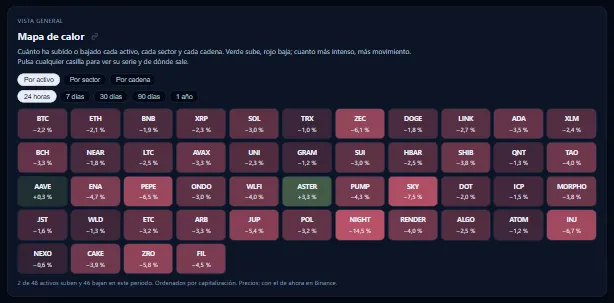 VISTA GENERAL
Mapa de calor
Cuánto ha subido o bajado cada activo, cada sector y cada cadena. Verde sube, rojo baja; cuanto más intenso, más movimiento.
Pulsa cualquier casilla para ver su serie y de dónde sale.
Por activo Por sector Por cadena
24 horas 7 días 30 días 90 días 1 año
BTC ETH BNB XRP SOL TRX ZEC DOGE LINK ADA XLM
-2,2 % -2,1 % -1,9 % -2,3 % -3,0 % -1,0 % -6,1 % -1,8 % -2,7 % -3,5 % -2,4 %
BCH NEAR LTC AVAX UNI GRAM SUI HBAR SHIB QNT TAO
-3,3 % -1,8 % -2,5 % -3,3 % -2,3 % -1,2 % -3,0 % -2,5 % -3,8 % -1,3 % -4,0 %
AAVE ENA PEPE ONDO WLFI ASTER PUMP SKY DOT ICP MORPHO
+0,3 % -4,7 % -6,5 % -3,0 % -4,0 % +3,3 % -4,3 % -7,5 % -2,0 % -1,5 % -3,8 %
JST WLD ETC ARB JUP POL NIGHT RENDER ALGO ATOM INJ
-1,6 % -1,3 % -3,2 % -3,3 % -5,4 % -3,2 % -14,5 % -4,0 % -2,5 % -1,2 % -6,7 %
NEXO CAKE ZRO FIL
-0,6 % -3,9 % -5,8 % -4,5 %
2 de 48 activos suben y 46 bajan en este periodo. Ordenados por capitalización. Precios: con el de ahora en Binance.